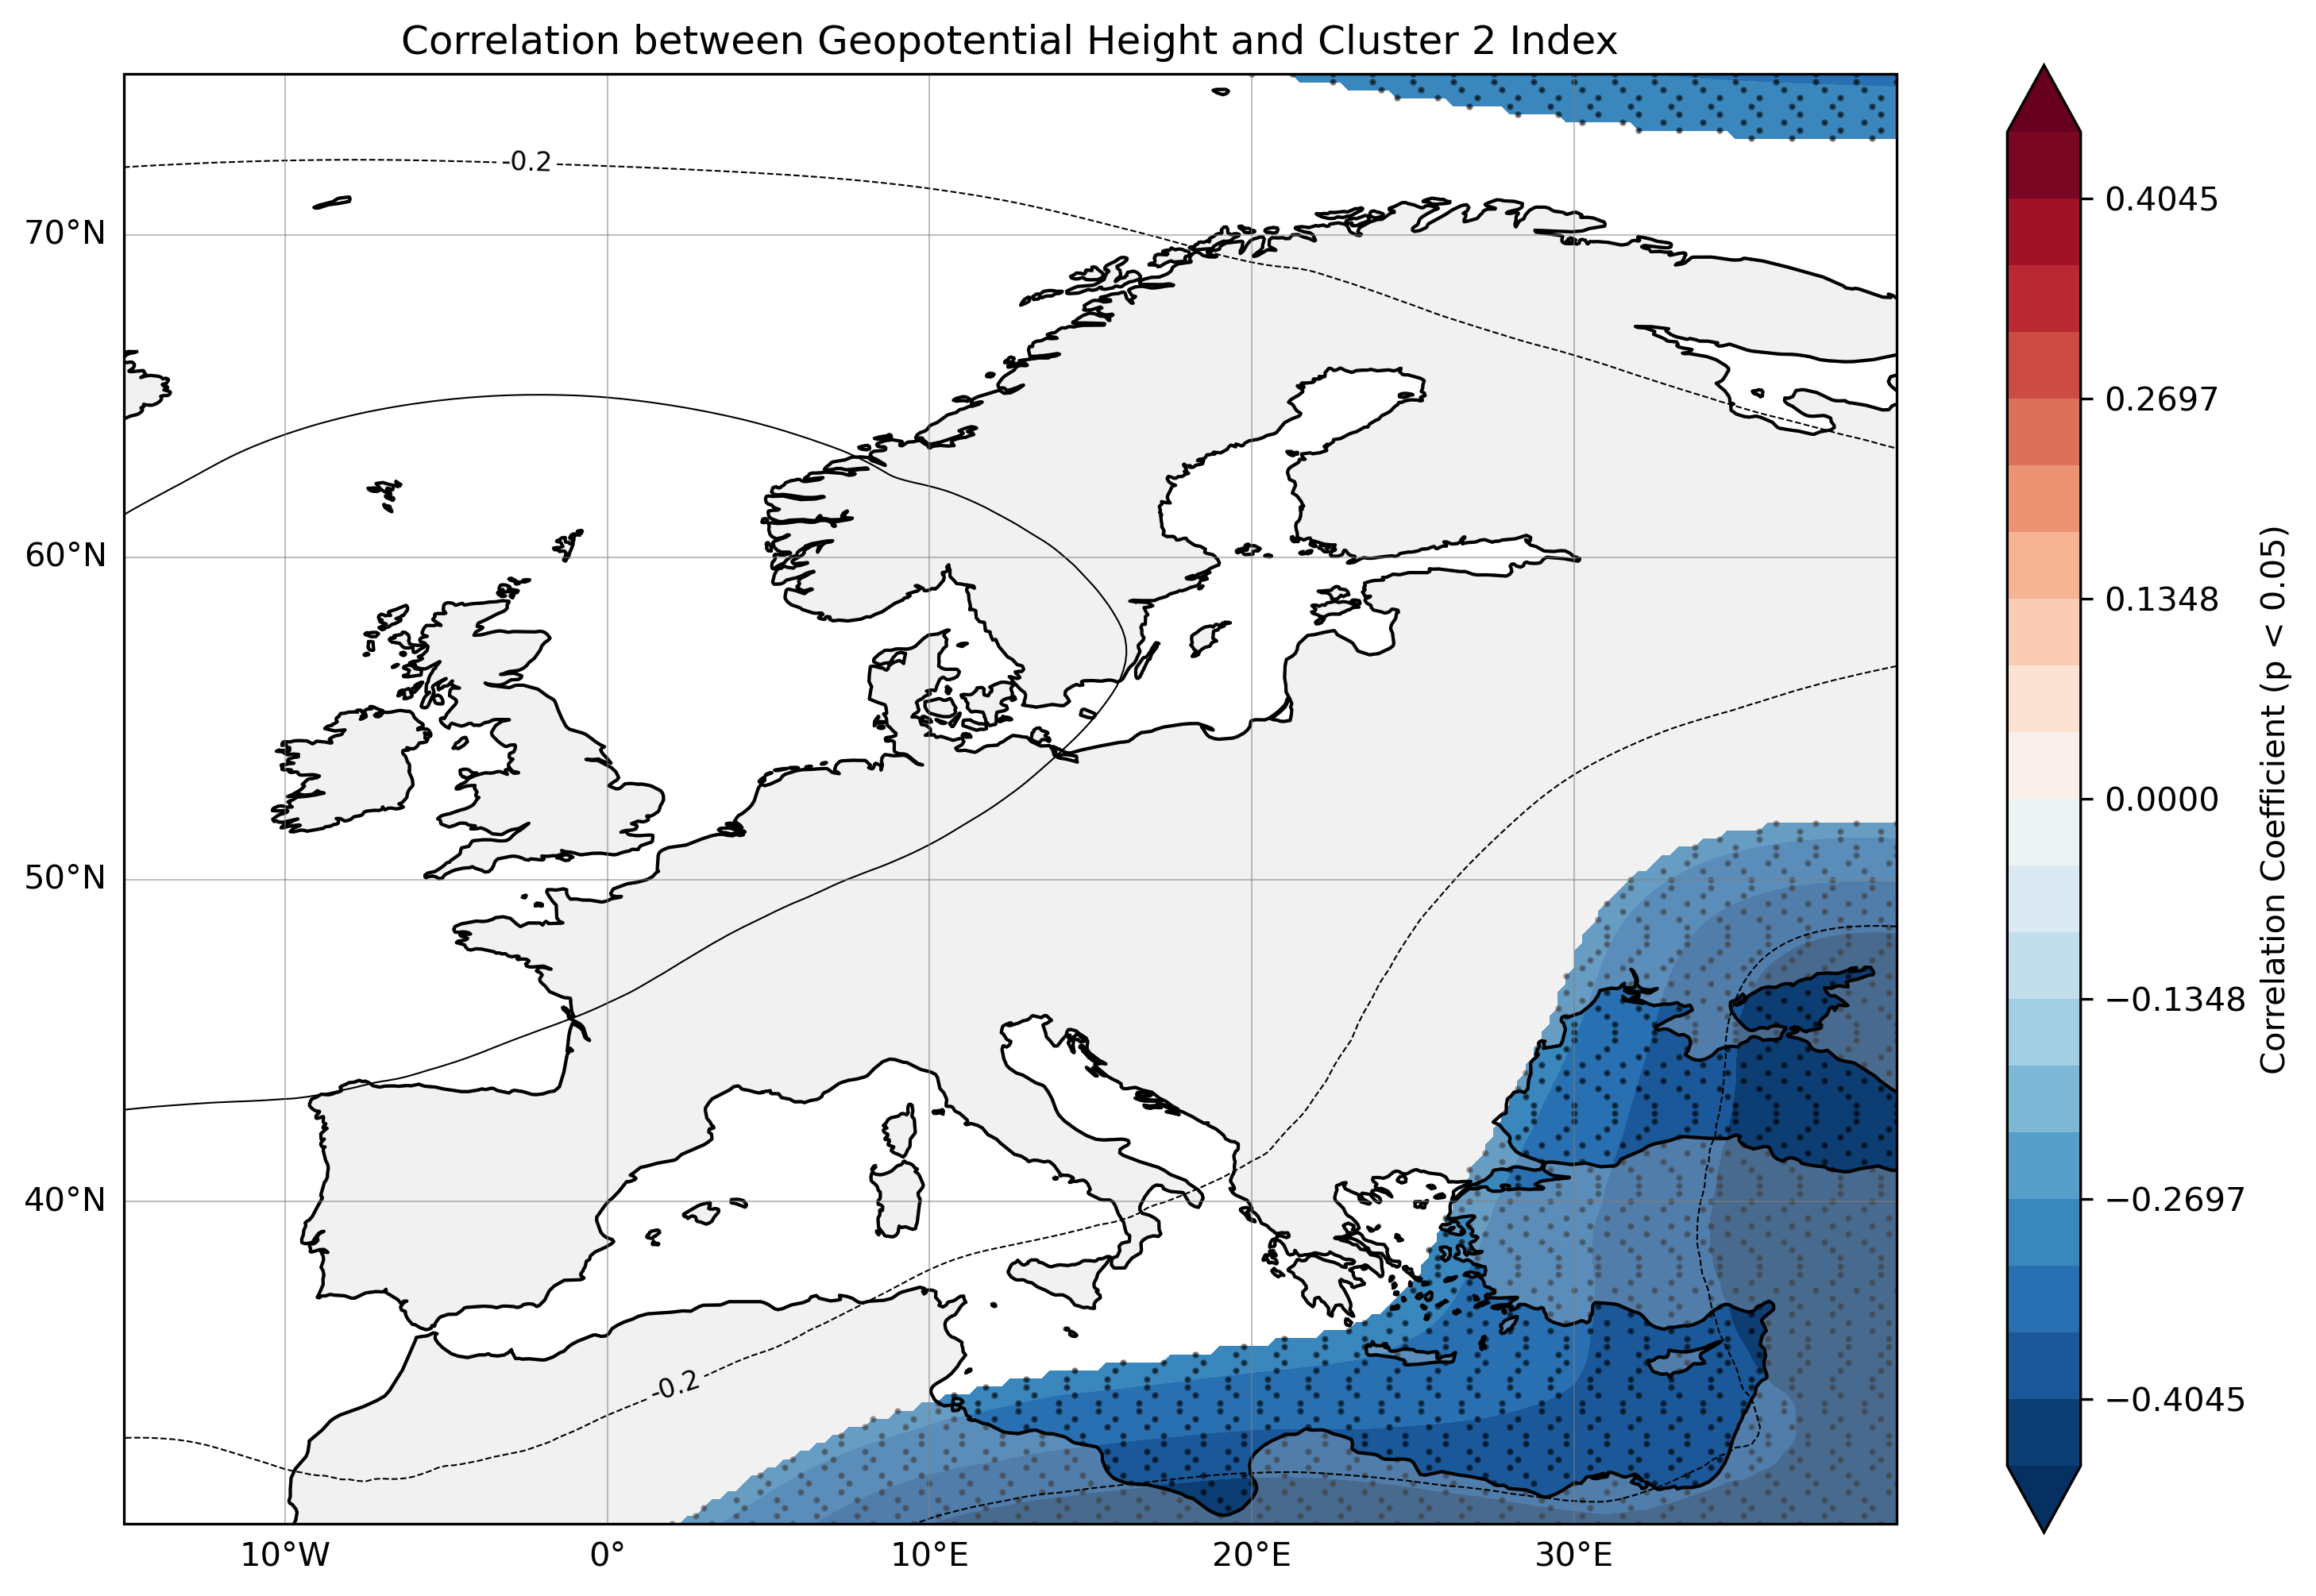 Correlation between Geopotential Height and Cluster 2 Index
70°N
60°N
50°N
40°N
10°W
0°
10°E
20°E
30°E
-0.2
-0.2
0.4045
0.2697
0.1348
0.0000
−0.1348
−0.2697
−0.4045
Correlation Coefficient (p < 0.05)